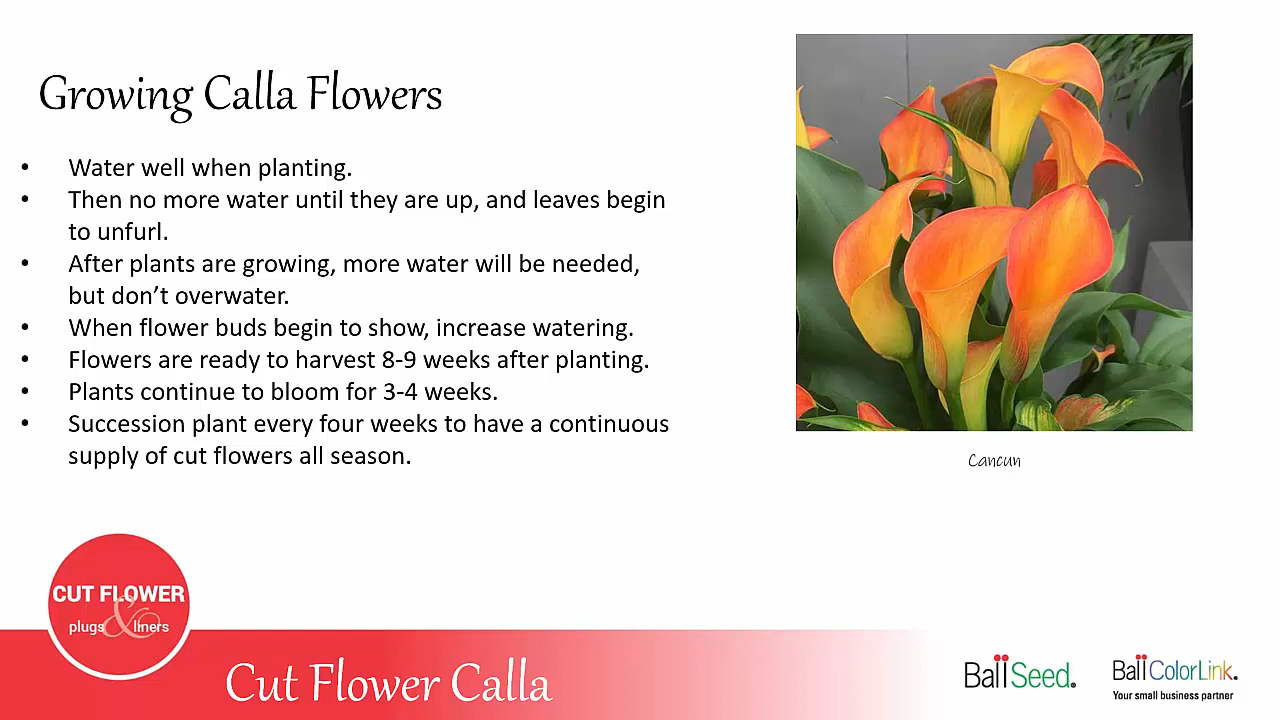 Growing Calla Flowers
• Water well when planting.
• Then no more water until they are up, and leaves begin
to unfurl.
• After plants are growing, more water will be needed,
but don’t overwater.
• When flower buds begin to show, increase watering.
• Flowers are ready to harvest 8-9 weeks after planting.
• Plants continue to bloom for 3-4 weeks.
• Succession plant every four weeks to have a continuous
supply of cut flowers all season.
Cancun
CUT FLOWER
plugs & liners
Cut Flower Calla
Ball Seed.
Ball ColorLink.
Your small business partner